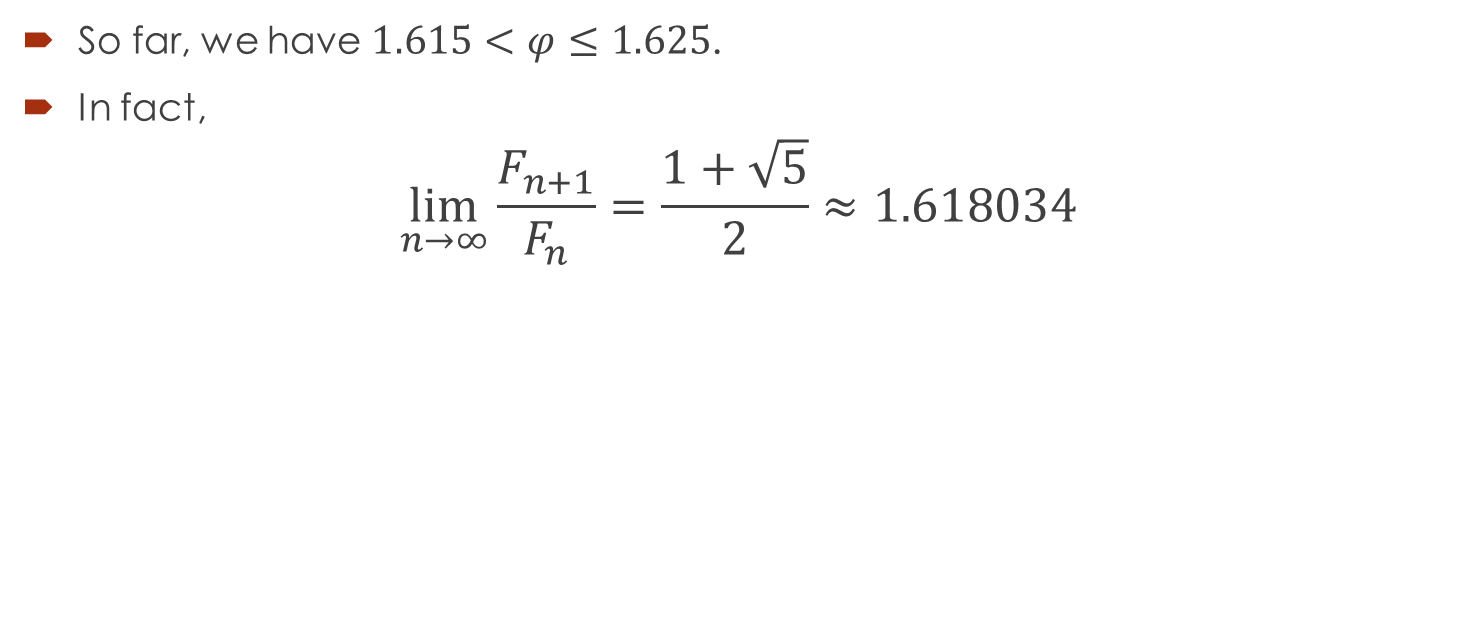 So far, we have 1.615 < φ ≤ 1.625.
In fact,
lim_{n→∞} F_{n+1}/F_n = (1 + √5)/2 ≈ 1.618034